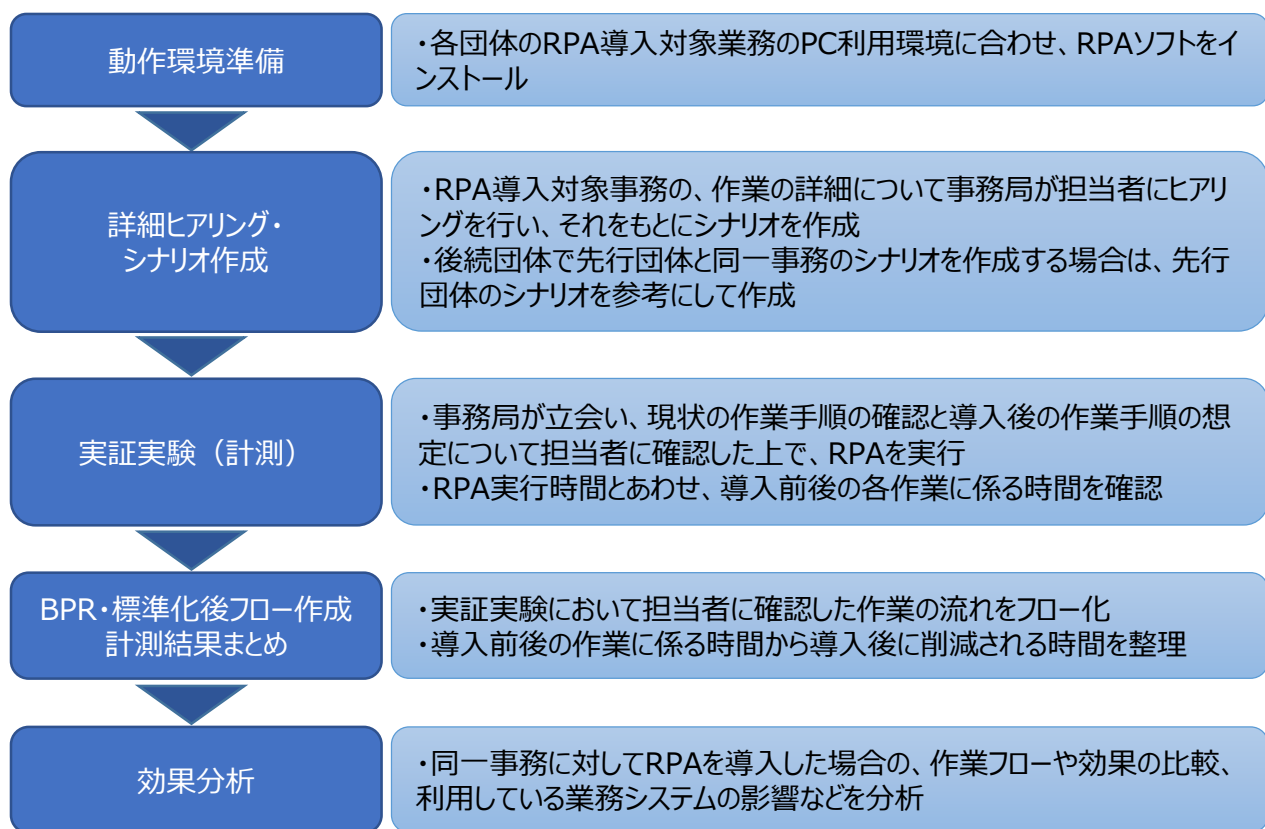 動作環境準備
・各団体のRPA導入対象業務のPC利用環境に合わせ、RPAソフトをイ
ンストール
詳細ヒアリング・
シナリオ作成
・RPA導入対象事務の、作業の詳細について事務局が担当者にヒアリ
ングを行い、それをもとにシナリオを作成
・後続団体で先行団体と同一事務のシナリオを作成する場合は、先行
団体のシナリオを参考にして作成
実証実験（計測）
・事務局が立会い、現状の作業手順の確認と導入後の作業手順の想
定について担当者に確認した上で、RPAを実行
・RPA実行時間とあわせ、導入前後の各作業に係る時間を確認
BPR・標準化後フロー作成
計測結果まとめ
・実証実験において担当者に確認した作業の流れをフロー化
・導入前後の作業に係る時間から導入後に削減される時間を整理
効果分析
・同一事務に対してRPAを導入した場合の、作業フローや効果の比較、
利用している業務システムの影響などを分析